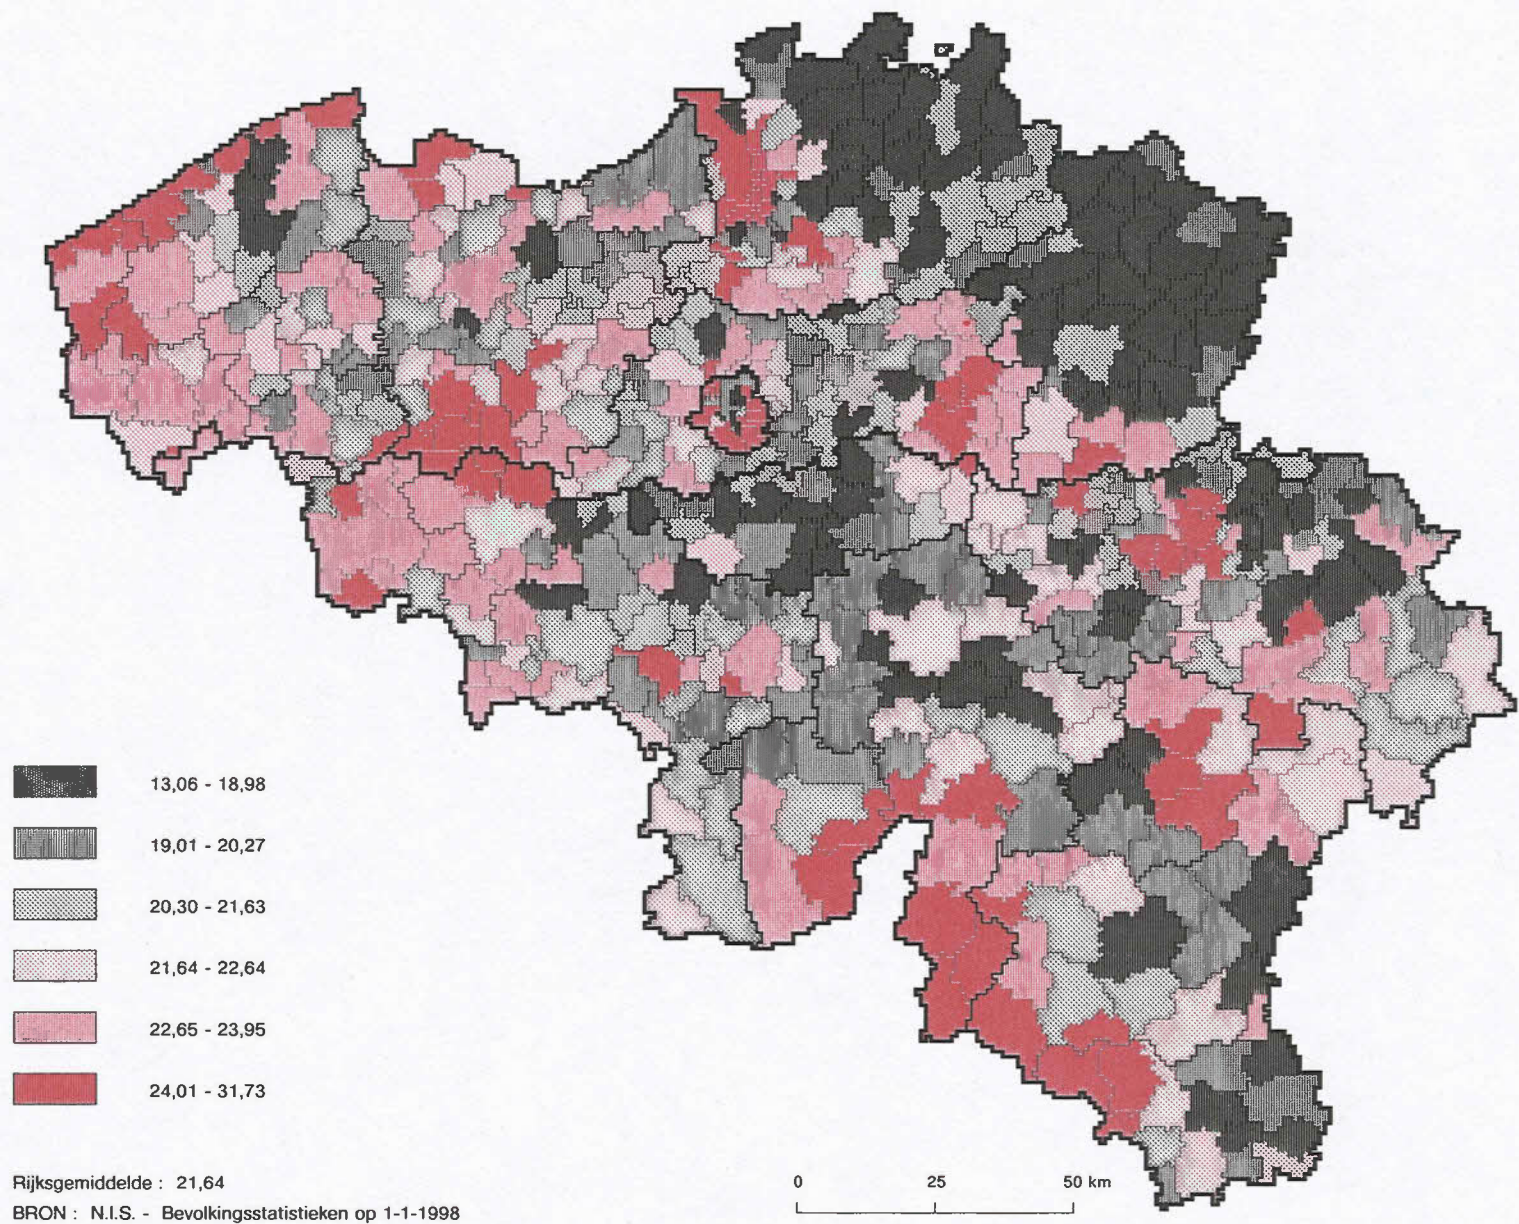 13,06 - 18,98
19,01 - 20,27
20,30 - 21,63
21,64 - 22,64
22,65 - 23,95
24,01 - 31,73
Rijksgemiddelde : 21,64
BRON : N.I.S. - Bevolkingsstatistieken op 1-1-1998
0 25 50 km